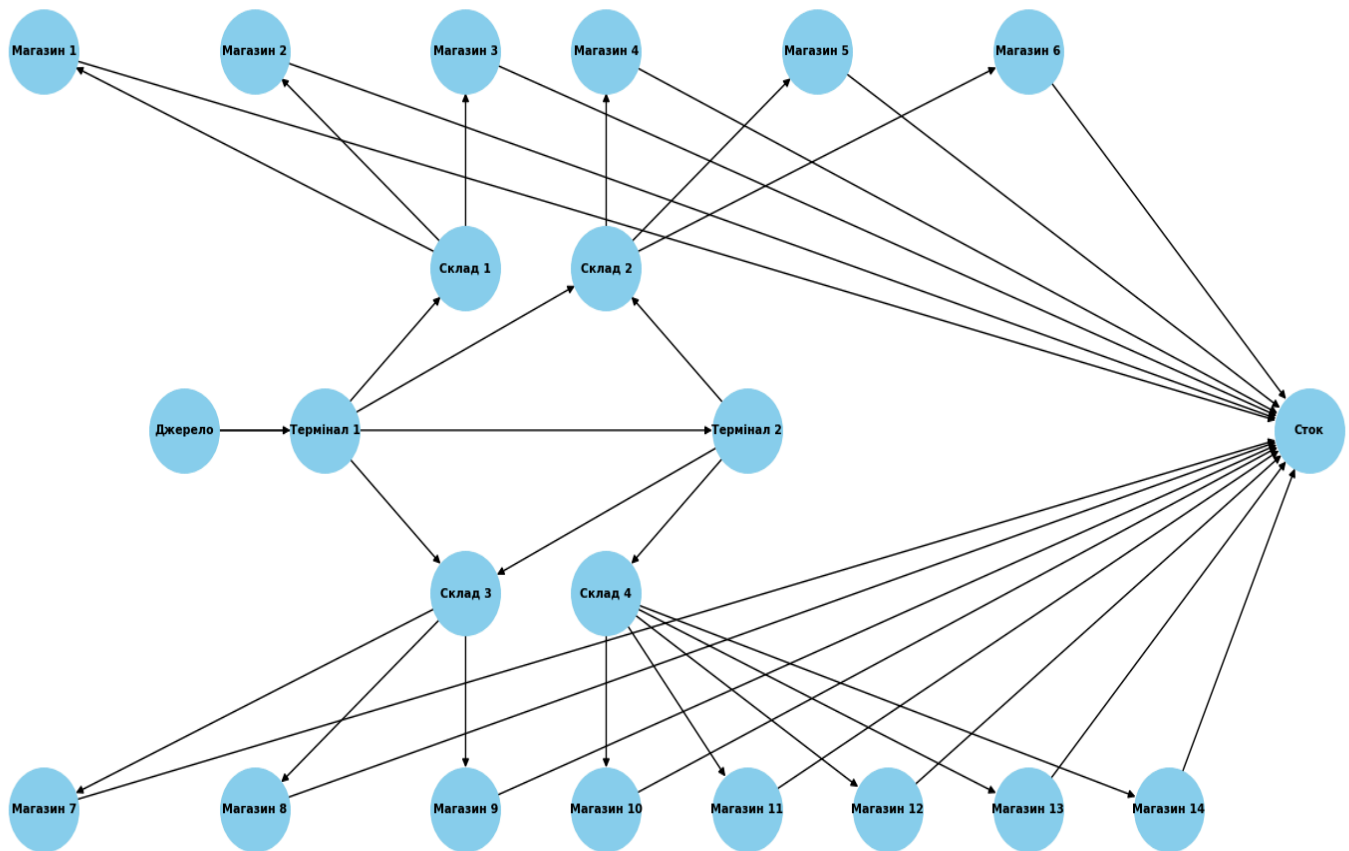 Магазин 1
Магазин 2
Магазин 3
Магазин 4
Магазин 5
Магазин 6
Склад 1
Склад 2
Джерело
Термінал 1
Термінал 2
Сток
Склад 3
Склад 4
Магазин 7
Магазин 8
Магазин 9
Магазин 10
Магазин 11
Магазин 12
Магазин 13
Магазин 14